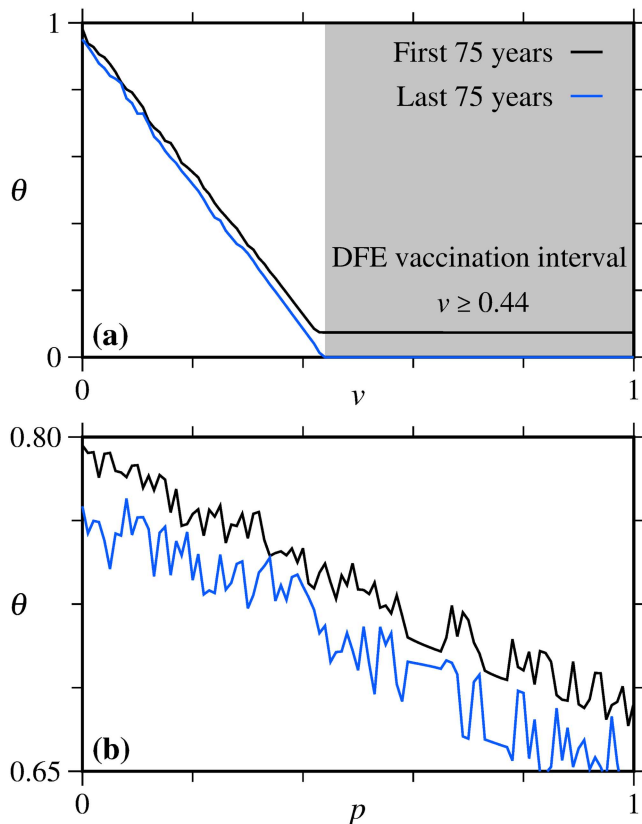 1
First 75 years
Last 75 years
θ
DFE vaccination interval
v ≥ 0.44
(a)
0
0
v
1
0.80
θ
(b)
0.65
0
p
1